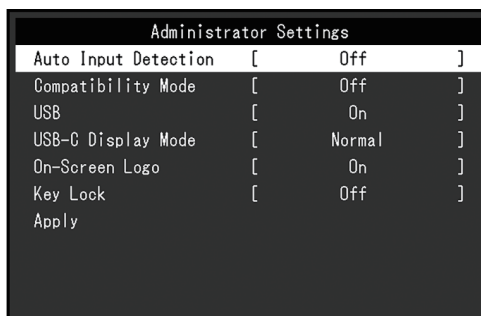 Administrator Settings
Auto Input Detection [ Off ]
Compatibility Mode [ Off ]
USB [ On ]
USB-C Display Mode [ Normal ]
On-Screen Logo [ On ]
Key Lock [ Off ]
Apply